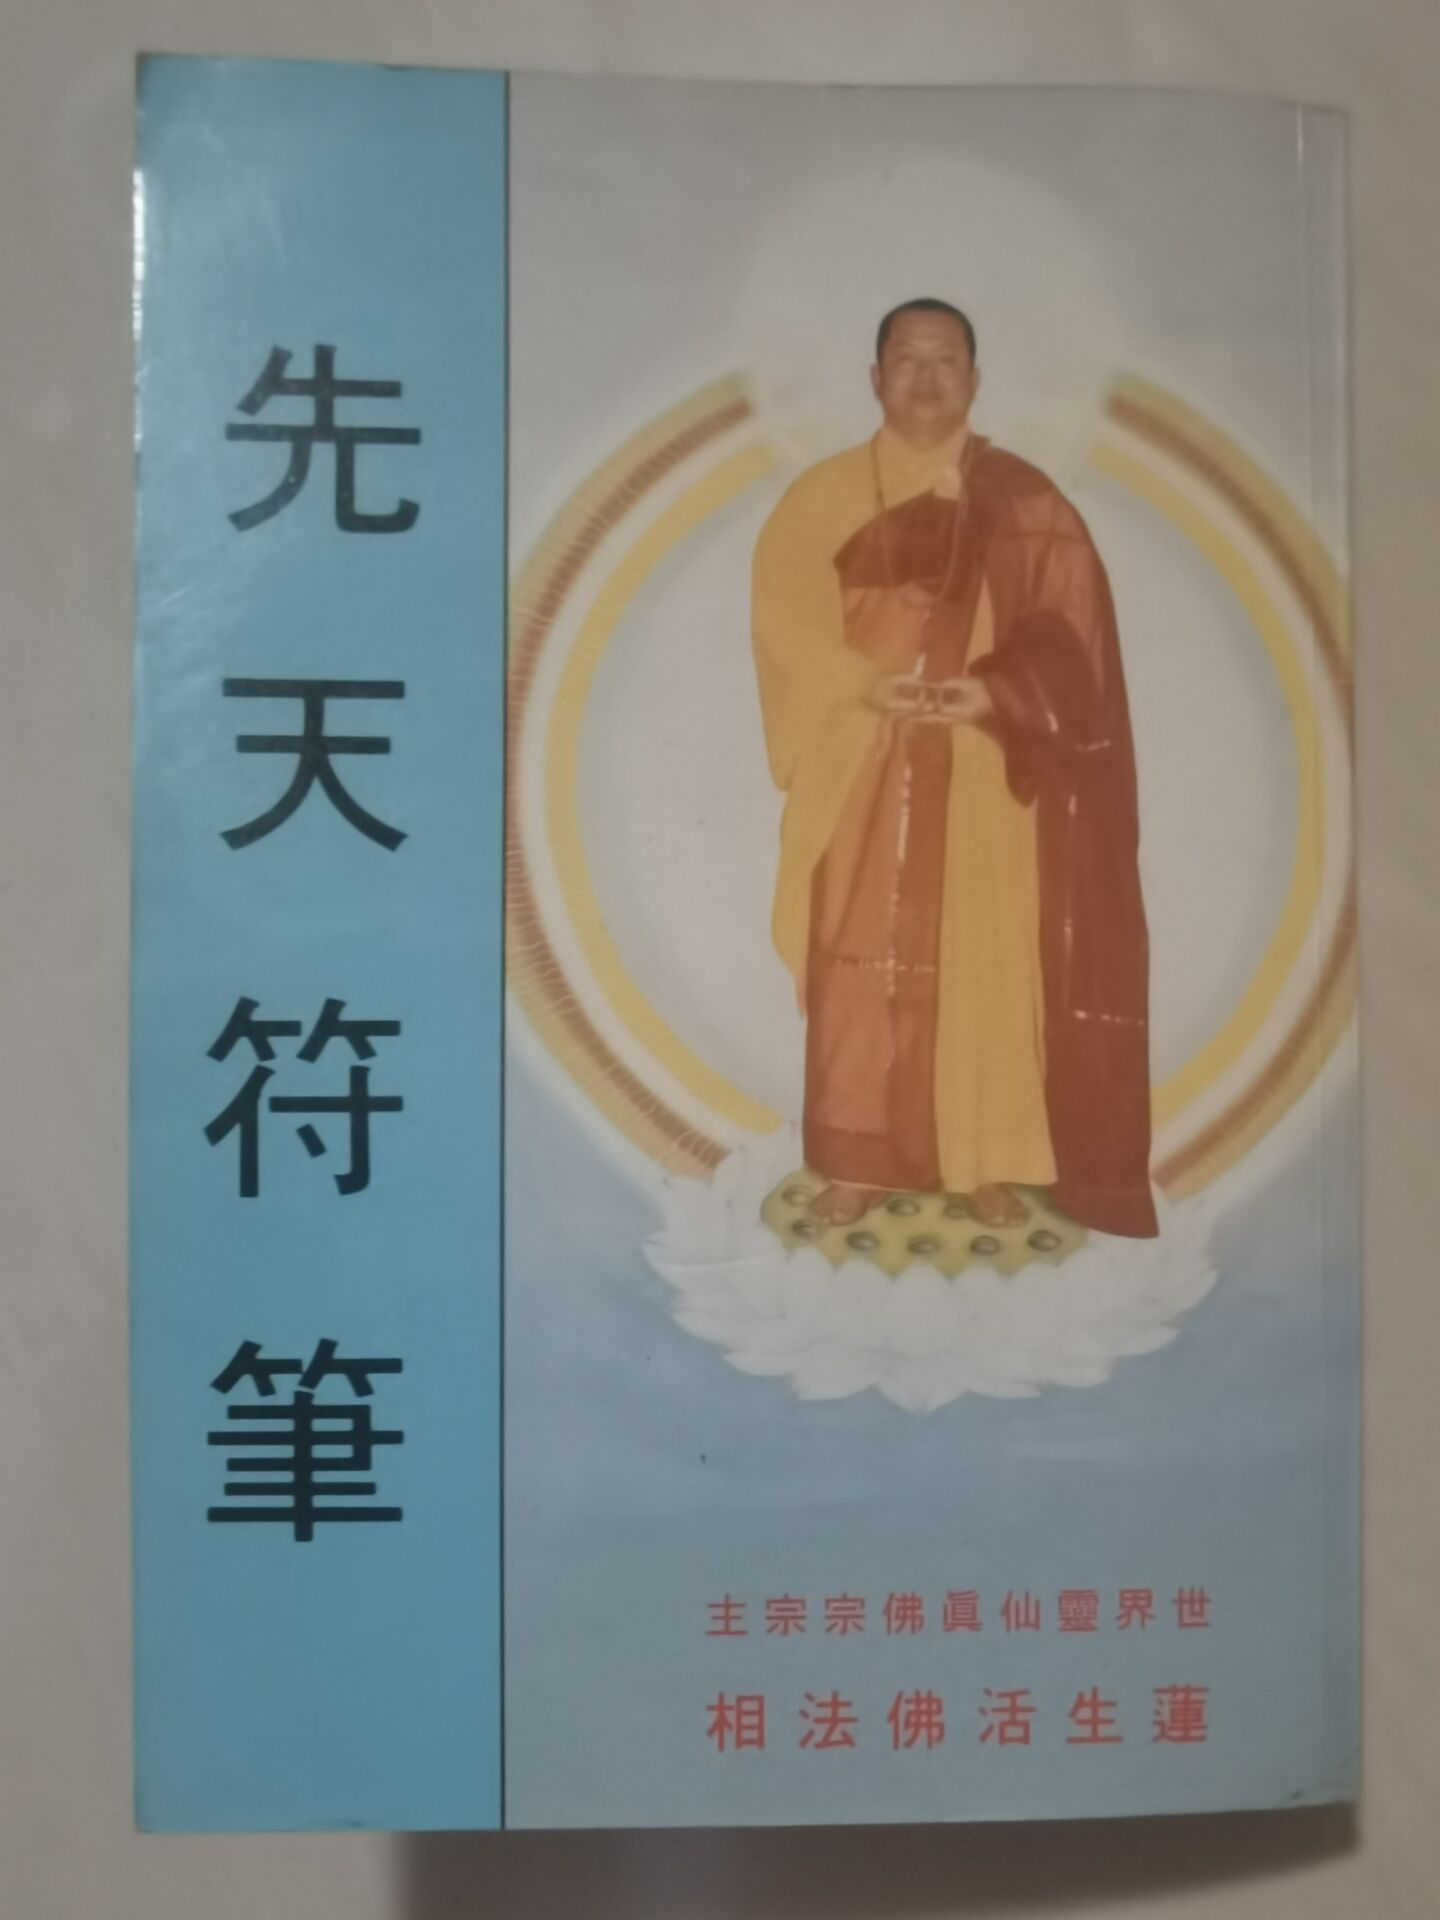 先天符筆
世界靈仙眞佛宗宗主
蓮生活佛法相